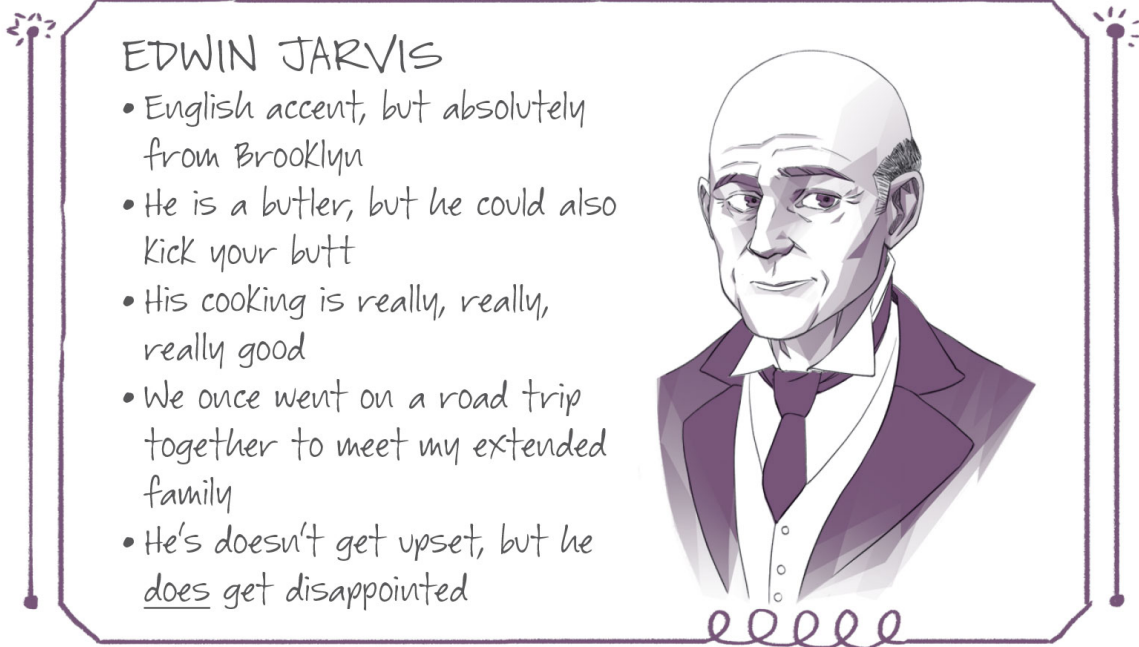 EDWIN JARVIS
• English accent, but absolutely
from Brooklyn
• He is a butler, but he could also
kick your butt
• His cooking is really, really,
really good
• We once went on a road trip
together to meet my extended
family
• He's doesn't get upset, but he
does get disappointed